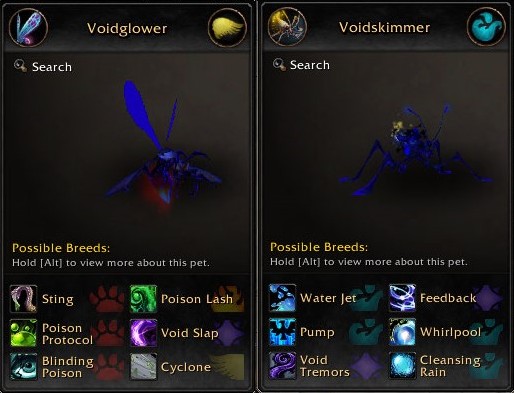 Voidglower
Search
Possible Breeds:
Hold [Alt] to view more about this pet.
Sting
Poison Lash
Poison
Protocol
Void Slap
Blinding
Poison
Cyclone
Voidskimmer
Search
Possible Breeds:
Hold [Alt] to view more about this pet.
Water Jet
Feedback
Pump
Whirlpool
Void
Tremors
Cleansing
Rain